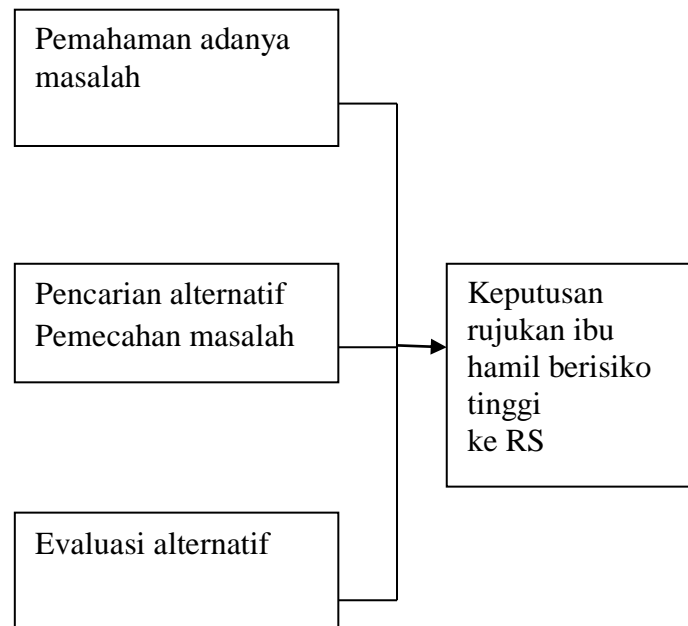 Pemahaman adanya
masalah
Pencarian alternatif
Pemecahan masalah
Keputusan
rujukan ibu
hamil berisiko
tinggi
ke RS
Evaluasi alternatif